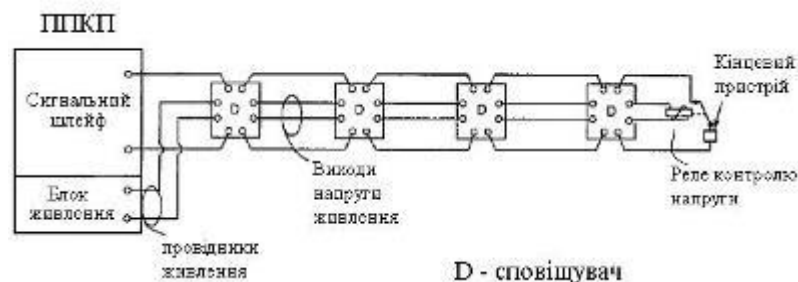 ППКП
Сигнальний
шлейф
Блок
живлення
провідники
живлення
D
D
D
D
Виходи
напруги
живлення
Кінцевий
пристрій
Реле контролю
напруги
D - сповіщувач